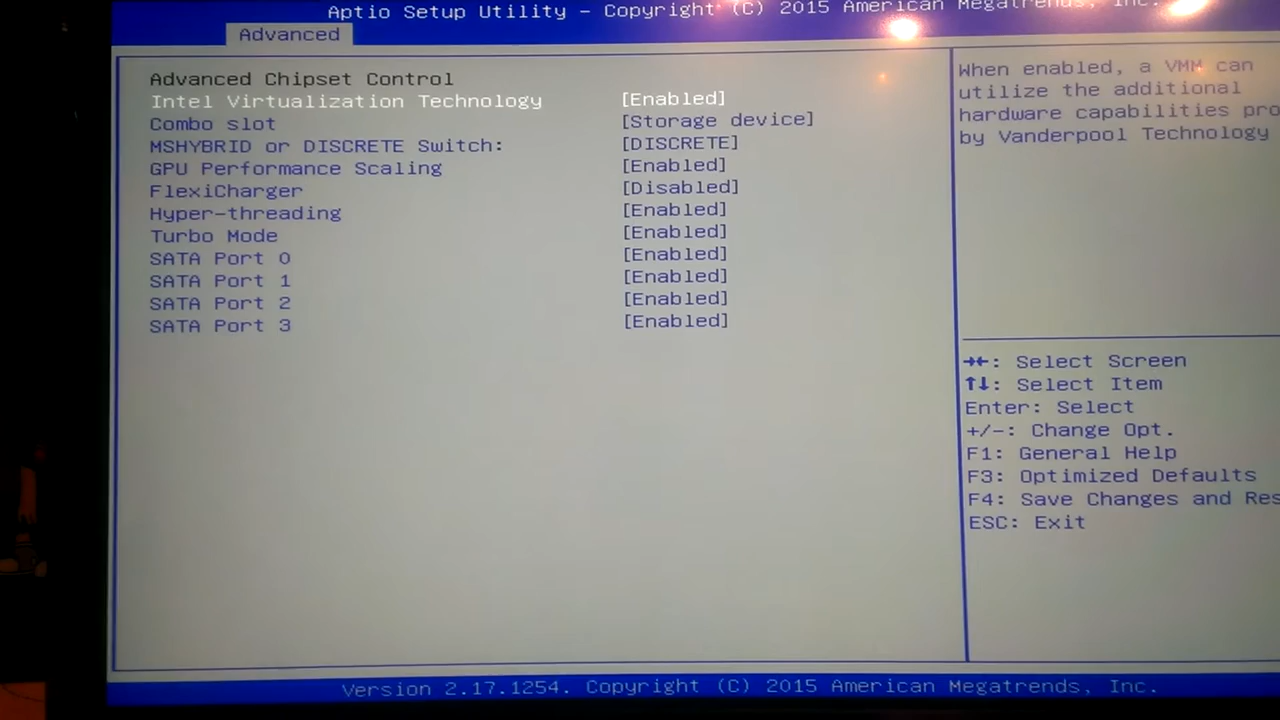 Aptio Setup Utility – Copyright (C) 2015 American Megatrends, Inc.
Advanced
Advanced Chipset Control
Intel Virtualization Technology [Enabled]
Combo slot [Storage device]
MSHYBRID or DISCRETE Switch: [DISCRETE]
GPU Performance Scaling [Enabled]
FlexiCharger [Disabled]
Hyper-threading [Enabled]
Turbo Mode [Enabled]
SATA Port 0 [Enabled]
SATA Port 1 [Enabled]
SATA Port 2 [Enabled]
SATA Port 3 [Enabled]
When enabled, a VMM can
utilize the additional
hardware capabilities pro
by Vanderpool Technology
→←: Select Screen
↑↓: Select Item
Enter: Select
+/-: Change Opt.
F1: General Help
F3: Optimized Defaults
F4: Save Changes and Res
ESC: Exit
Version 2.17.1254. Copyright (C) 2015 American Megatrends, Inc.